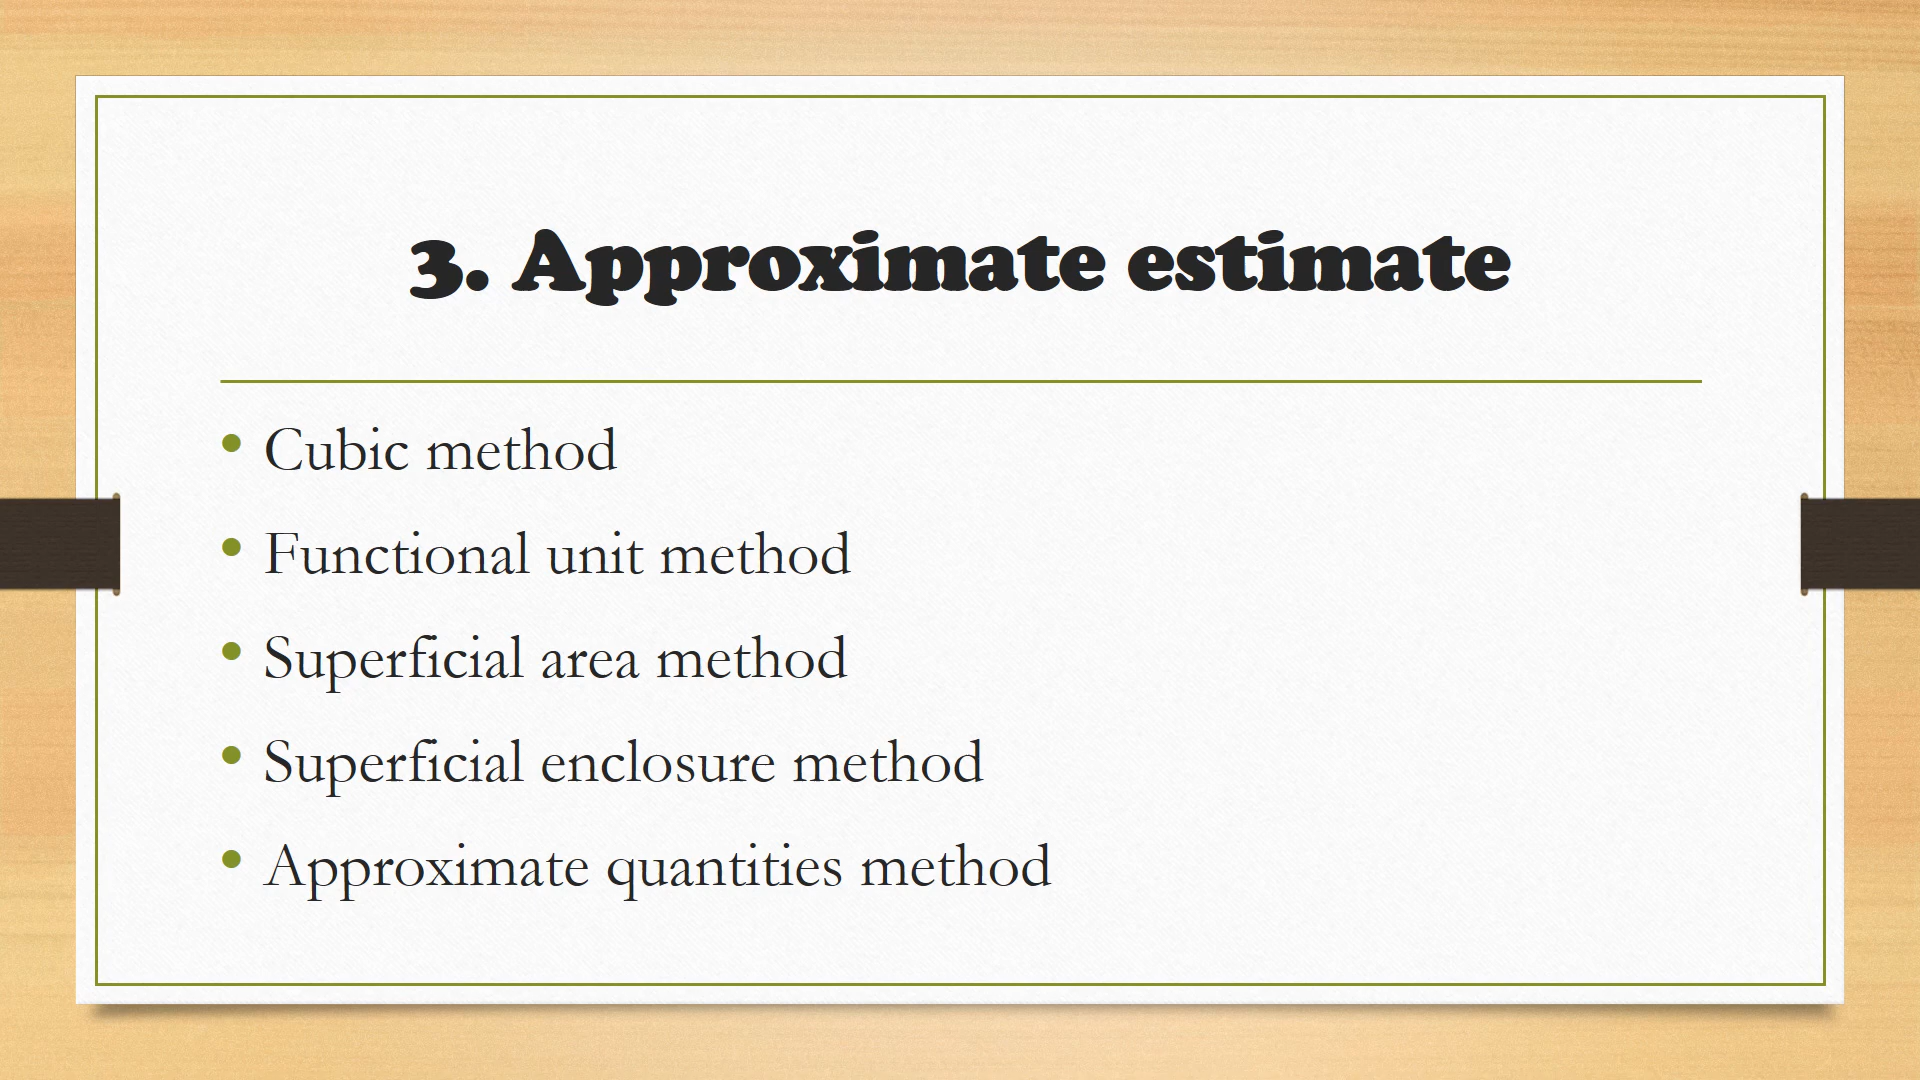 3. Approximate estimate
• Cubic method
• Functional unit method
• Superficial area method
• Superficial enclosure method
• Approximate quantities method